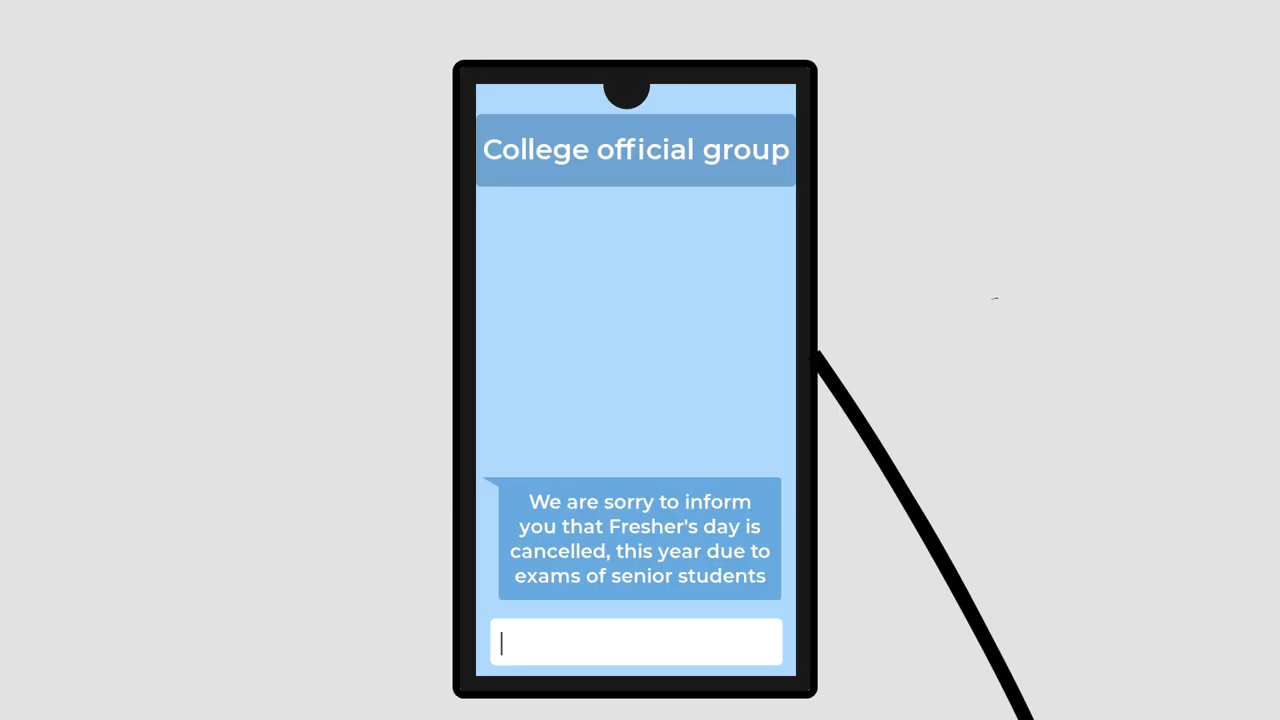 College official group
We are sorry to inform
you that Fresher's day is
cancelled, this year due to
exams of senior students